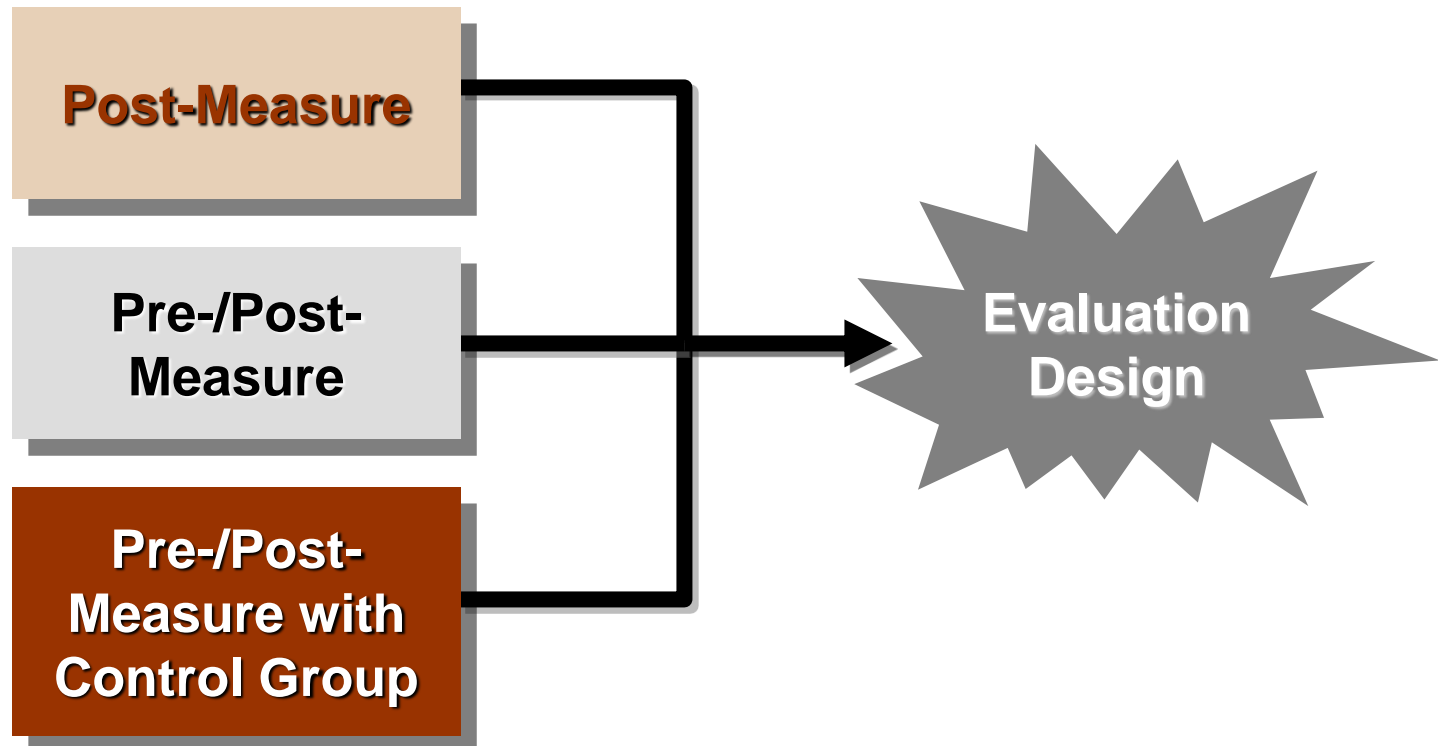 Post-Measure
Pre-/Post-
Measure
Pre-/Post-
Measure with
Control Group
Evaluation
Design